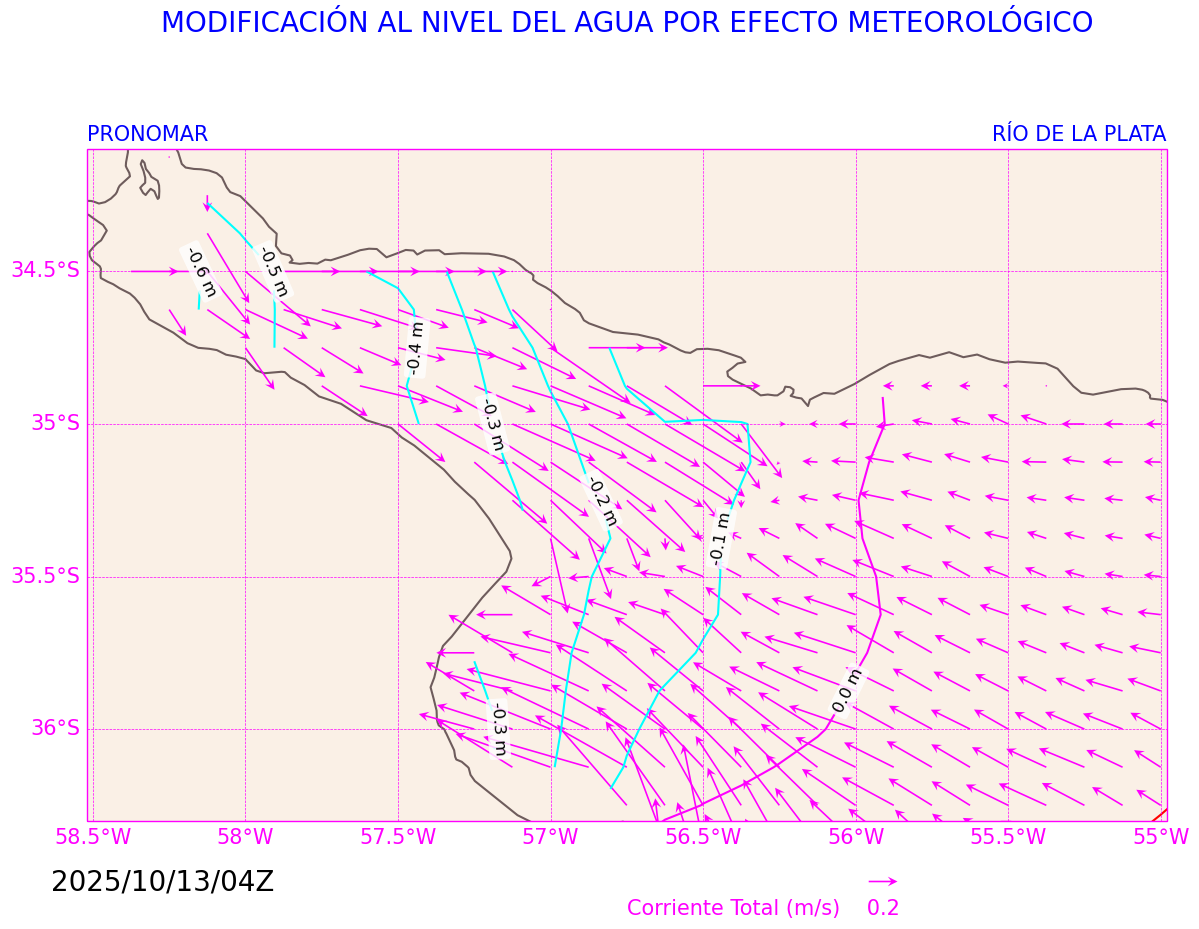 MODIFICACIÓN AL NIVEL DEL AGUA POR EFECTO METEOROLÓGICO
PRONOMAR
RÍO DE LA PLATA
-0.6 m
-0.5 m
-0.4 m
-0.3 m
-0.2 m
-0.1 m
0.0 m
-0.3 m
34.5°S
35°S
35.5°S
36°S
58.5°W 58°W 57.5°W 57°W 56.5°W 56°W 55.5°W 55°W
2025/10/13/04Z
Corriente Total (m/s) 0.2